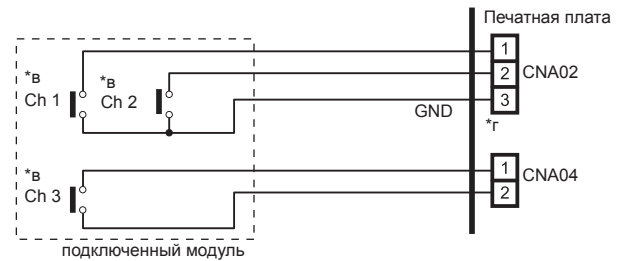 Печатная плата
1
*в
*в
2
CNA02
Ch 1
Ch 2
3
GND
*г
*в
1
CNA04
Ch 3
2
подключенный модуль